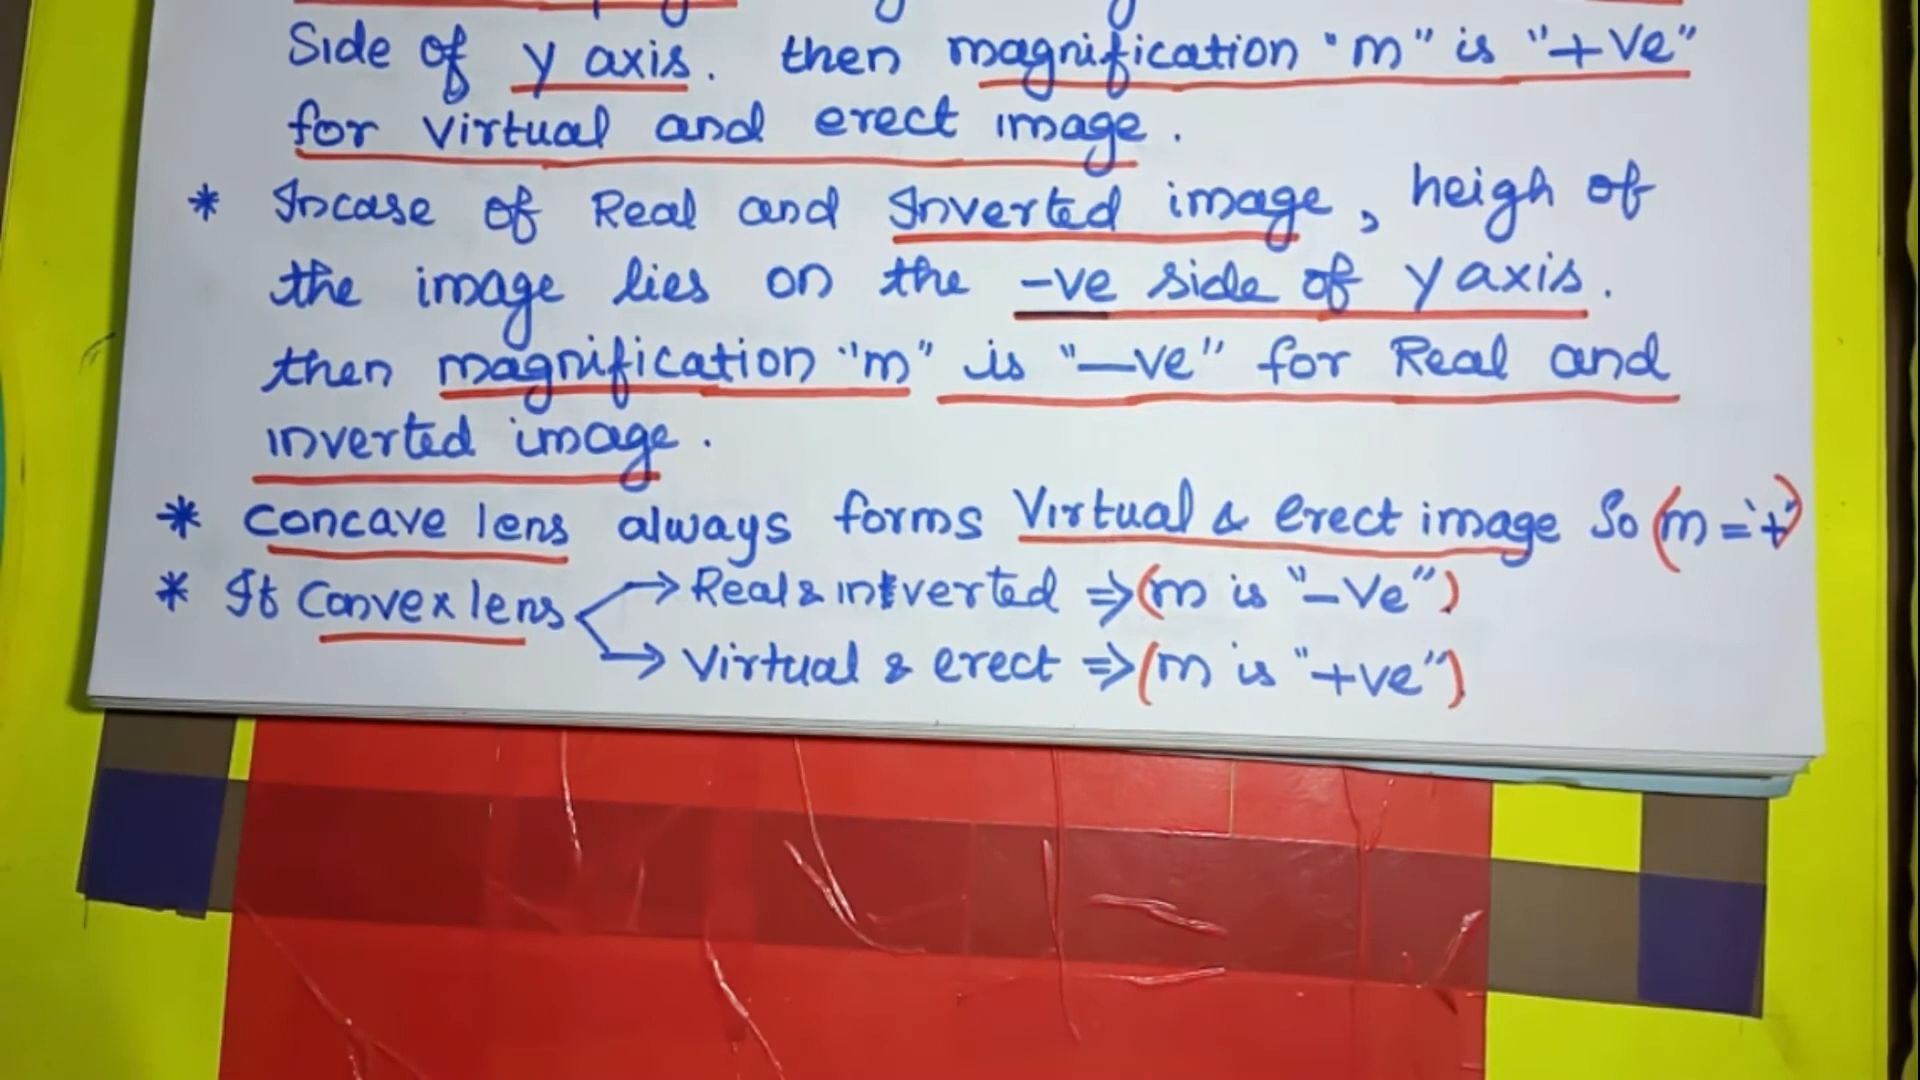 Side of y axis. then magnification "m" is "+ve"
for virtual and erect image.
* Incase of Real and Inverted image, heigh of
the image lies on the -ve side of y axis.
then magnification "m" is "-ve" for Real and
inverted image.
* Concave lens always forms Virtual & erect image So (m = '+')
* If Convex lens → Real & inverted ⇒ (m is "-Ve")
→ Virtual & erect ⇒ (m is "+ve")